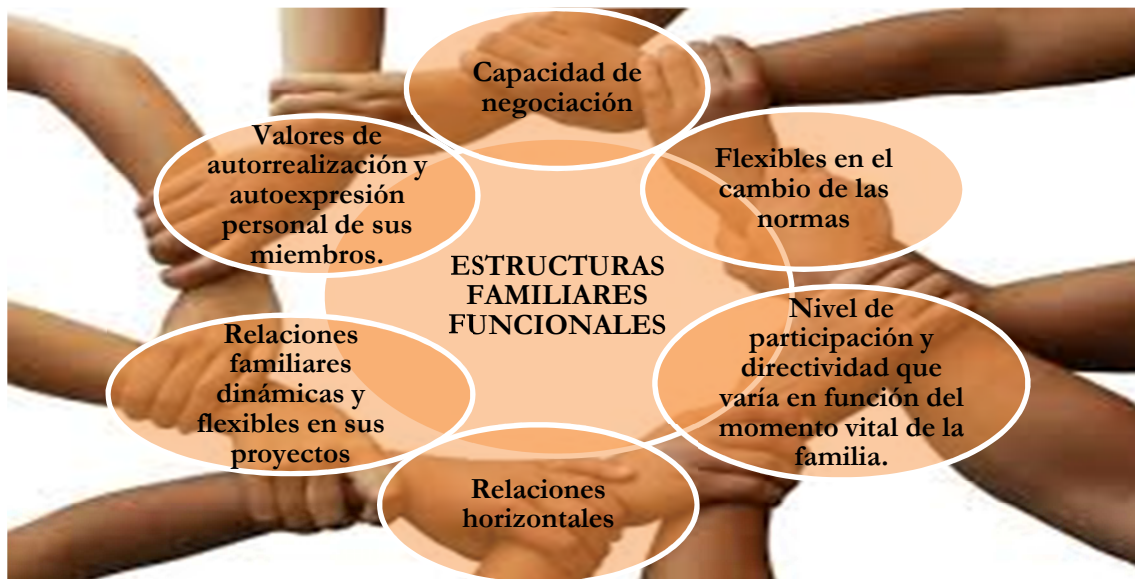 Capacidad de
negociación
Flexibles en el
cambio de las
normas
Nivel de
participación y
directividad que
varía en función del
momento vital de la
familia.
Relaciones
horizontales
Relaciones
familiares
dinámicas y
flexibles en sus
proyectos
Valores de
autorrealización y
autoexpresión
personal de sus
miembros.
ESTRUCTURAS
FAMILIARES
FUNCIONALES